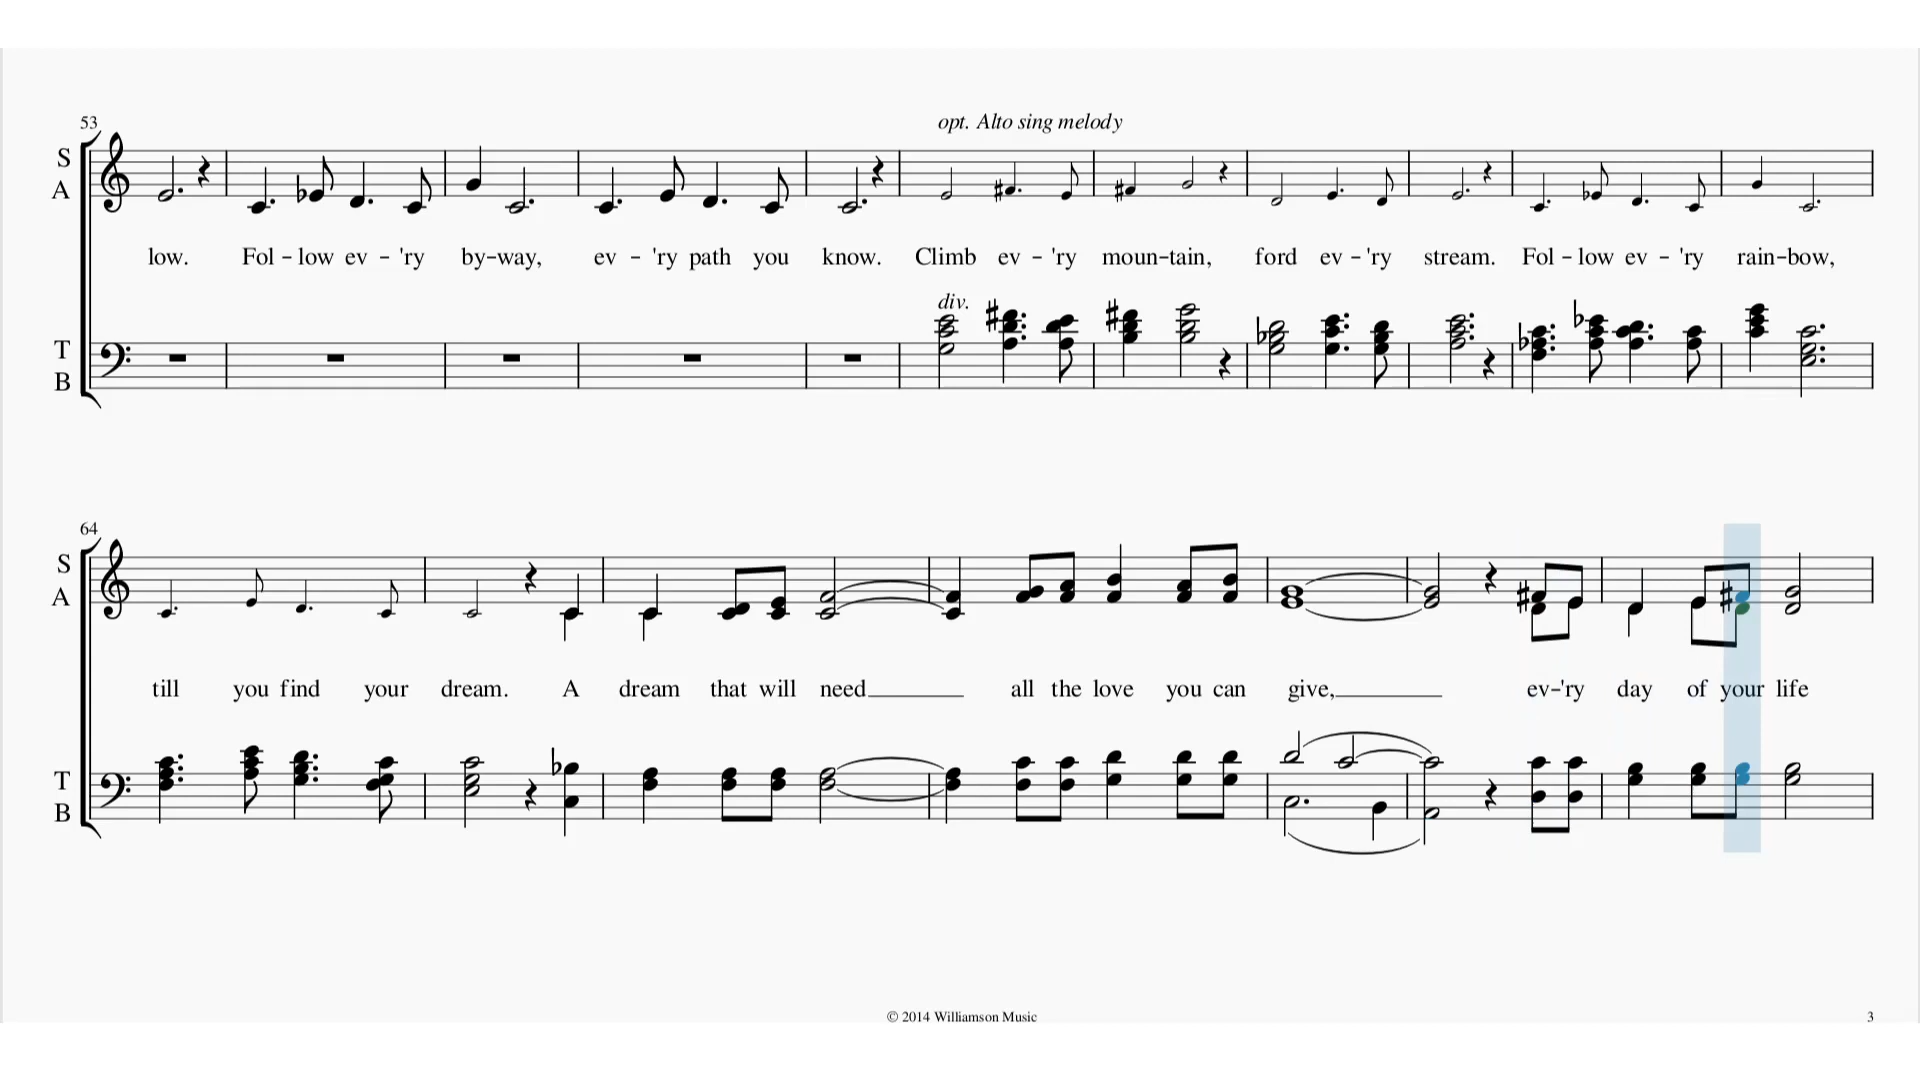 53
opt. Alto sing melody
S
A
low. Fol – low ev – 'ry by–way, ev – 'ry path you know. Climb ev – 'ry moun–tain, ford ev – 'ry stream. Fol – low ev – 'ry rain–bow,
div.
T
B
64
S
A
till you find your dream. A dream that will need____ all the love you can give,____ ev–'ry day of your life
T
B
© 2014 Williamson Music
3